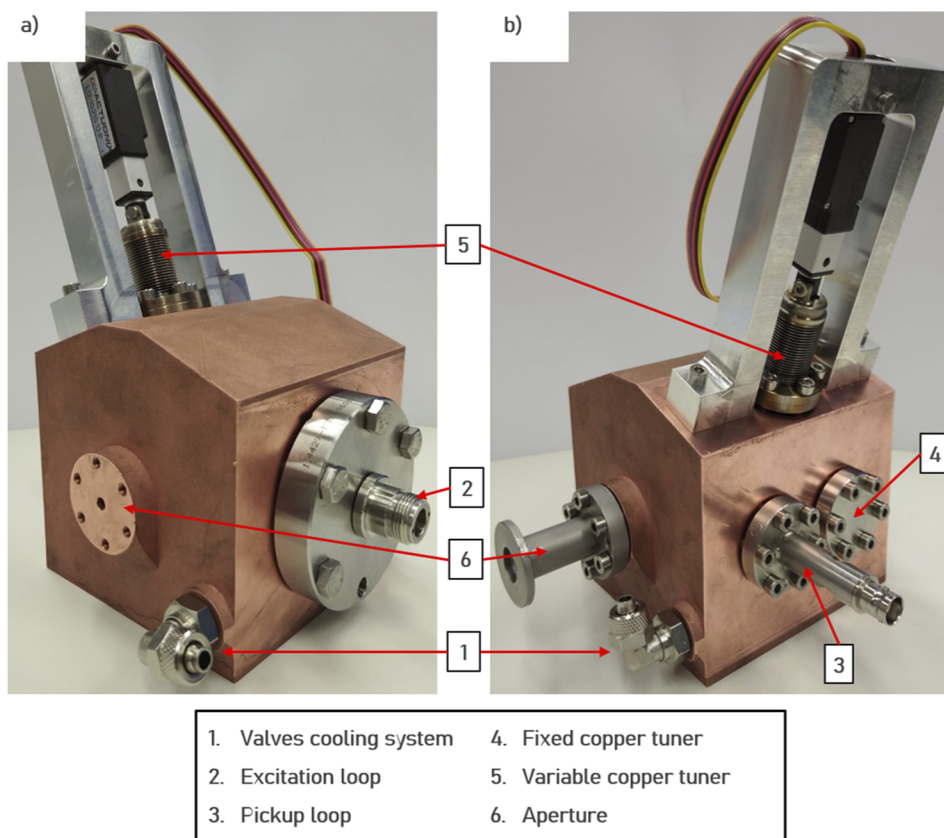 a)
b)
ACTUONIX
5
2
4
6
1
3
1. Valves cooling system
2. Excitation loop
3. Pickup loop
4. Fixed copper tuner
5. Variable copper tuner
6. Aperture